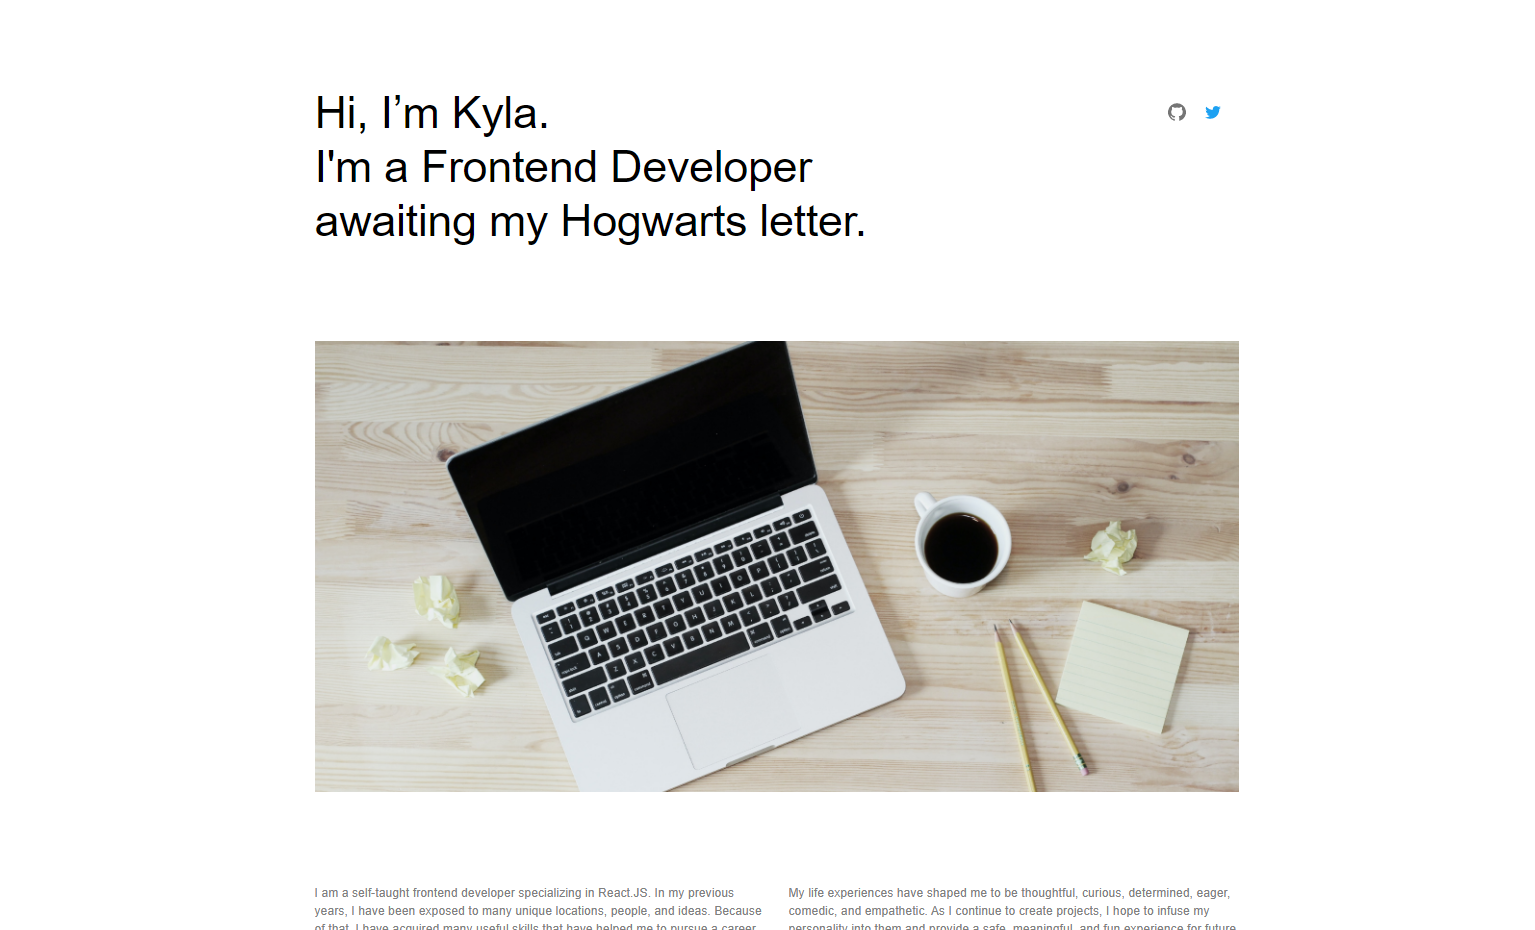 Hi, I’m Kyla.
I'm a Frontend Developer
awaiting my Hogwarts letter.
I am a self-taught frontend developer specializing in React.JS. In my previous
years, I have been exposed to many unique locations, people, and ideas. Because
of that, I have acquired many useful skills that have helped me to pursue a career
My life experiences have shaped me to be thoughtful, curious, determined, eager,
comedic, and empathetic. As I continue to create projects, I hope to infuse my
personality into them and provide a safe, meaningful, and fun experience for future